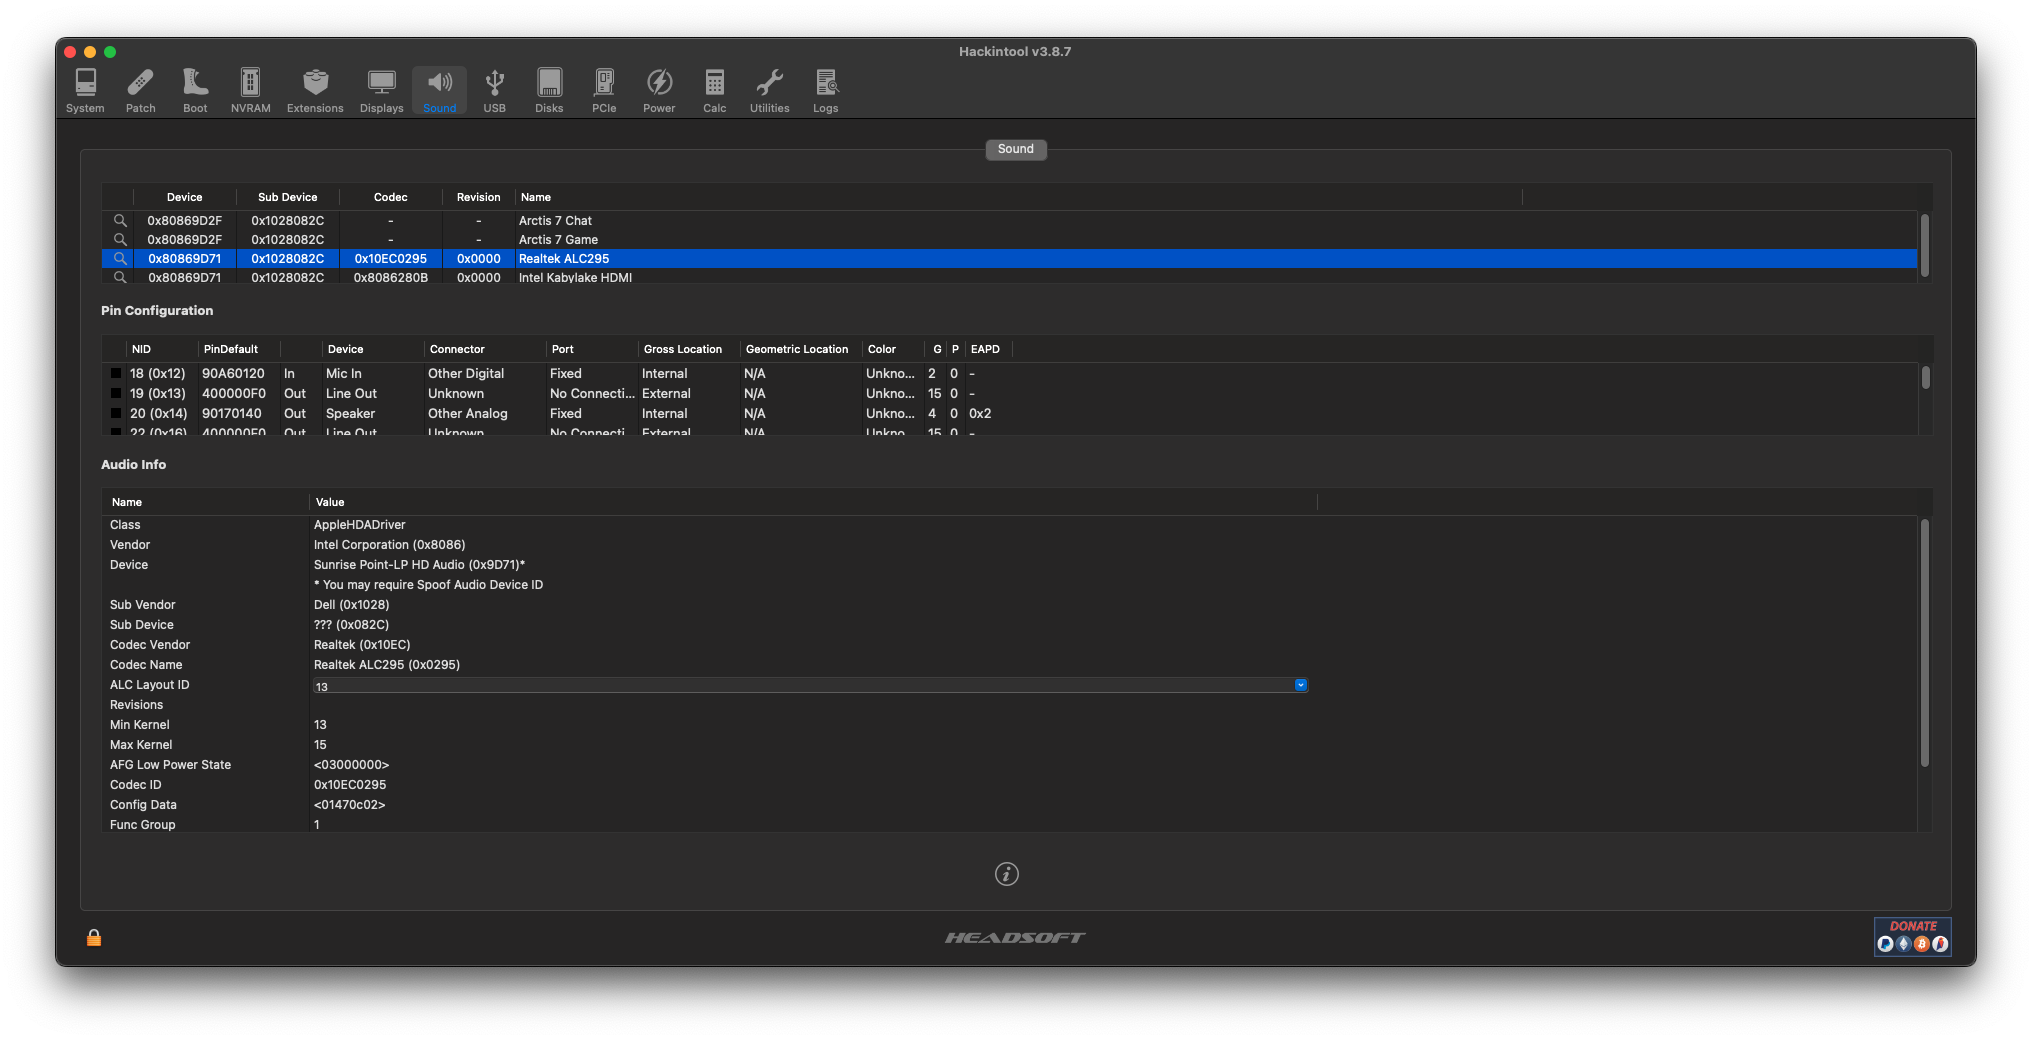 Hackintool v3.8.7
System Patch Boot NVRAM Extensions Displays Sound USB Disks PCIe Power Calc Utilities Logs
Sound
Device Sub Device Codec Revision Name
0x80869D2F 0x1028082C - - Arctis 7 Chat
0x80869D2F 0x1028082C - - Arctis 7 Game
0x80869D71 0x1028082C 0x10EC0295 0x0000 Realtek ALC295
0x80869D71 0x1028082C 0x8086280B 0x0000 Intel Kabylake HDMI
Pin Configuration
NID PinDefault Device Connector Port Gross Location Geometric Location Color G P EAPD
18 (0x12) 90A60120 In Mic In Other Digital Fixed Internal N/A Unkno... 2 0 -
19 (0x13) 400000F0 Out Line Out Unknown No Connecti... External N/A Unkno... 15 0 -
20 (0x14) 90170140 Out Speaker Other Analog Fixed Internal N/A Unkno... 4 0 0x2
22 (0x16) 400000F0 Out Line Out Unknown No Connecti... External N/A Unkno... 15 0 -
Audio Info
Name Value
Class AppleHDADriver
Vendor Intel Corporation (0x8086)
Device Sunrise Point-LP HD Audio (0x9D71)*
* You may require Spoof Audio Device ID
Sub Vendor Dell (0x1028)
Sub Device ??? (0x082C)
Codec Vendor Realtek (0x10EC)
Codec Name Realtek ALC295 (0x0295)
ALC Layout ID 13
Revisions
Min Kernel 13
Max Kernel 15
AFG Low Power State <03000000>
Codec ID 0x10EC0295
Config Data <01470c02>
Func Group 1
HEADSOFT
DONATE